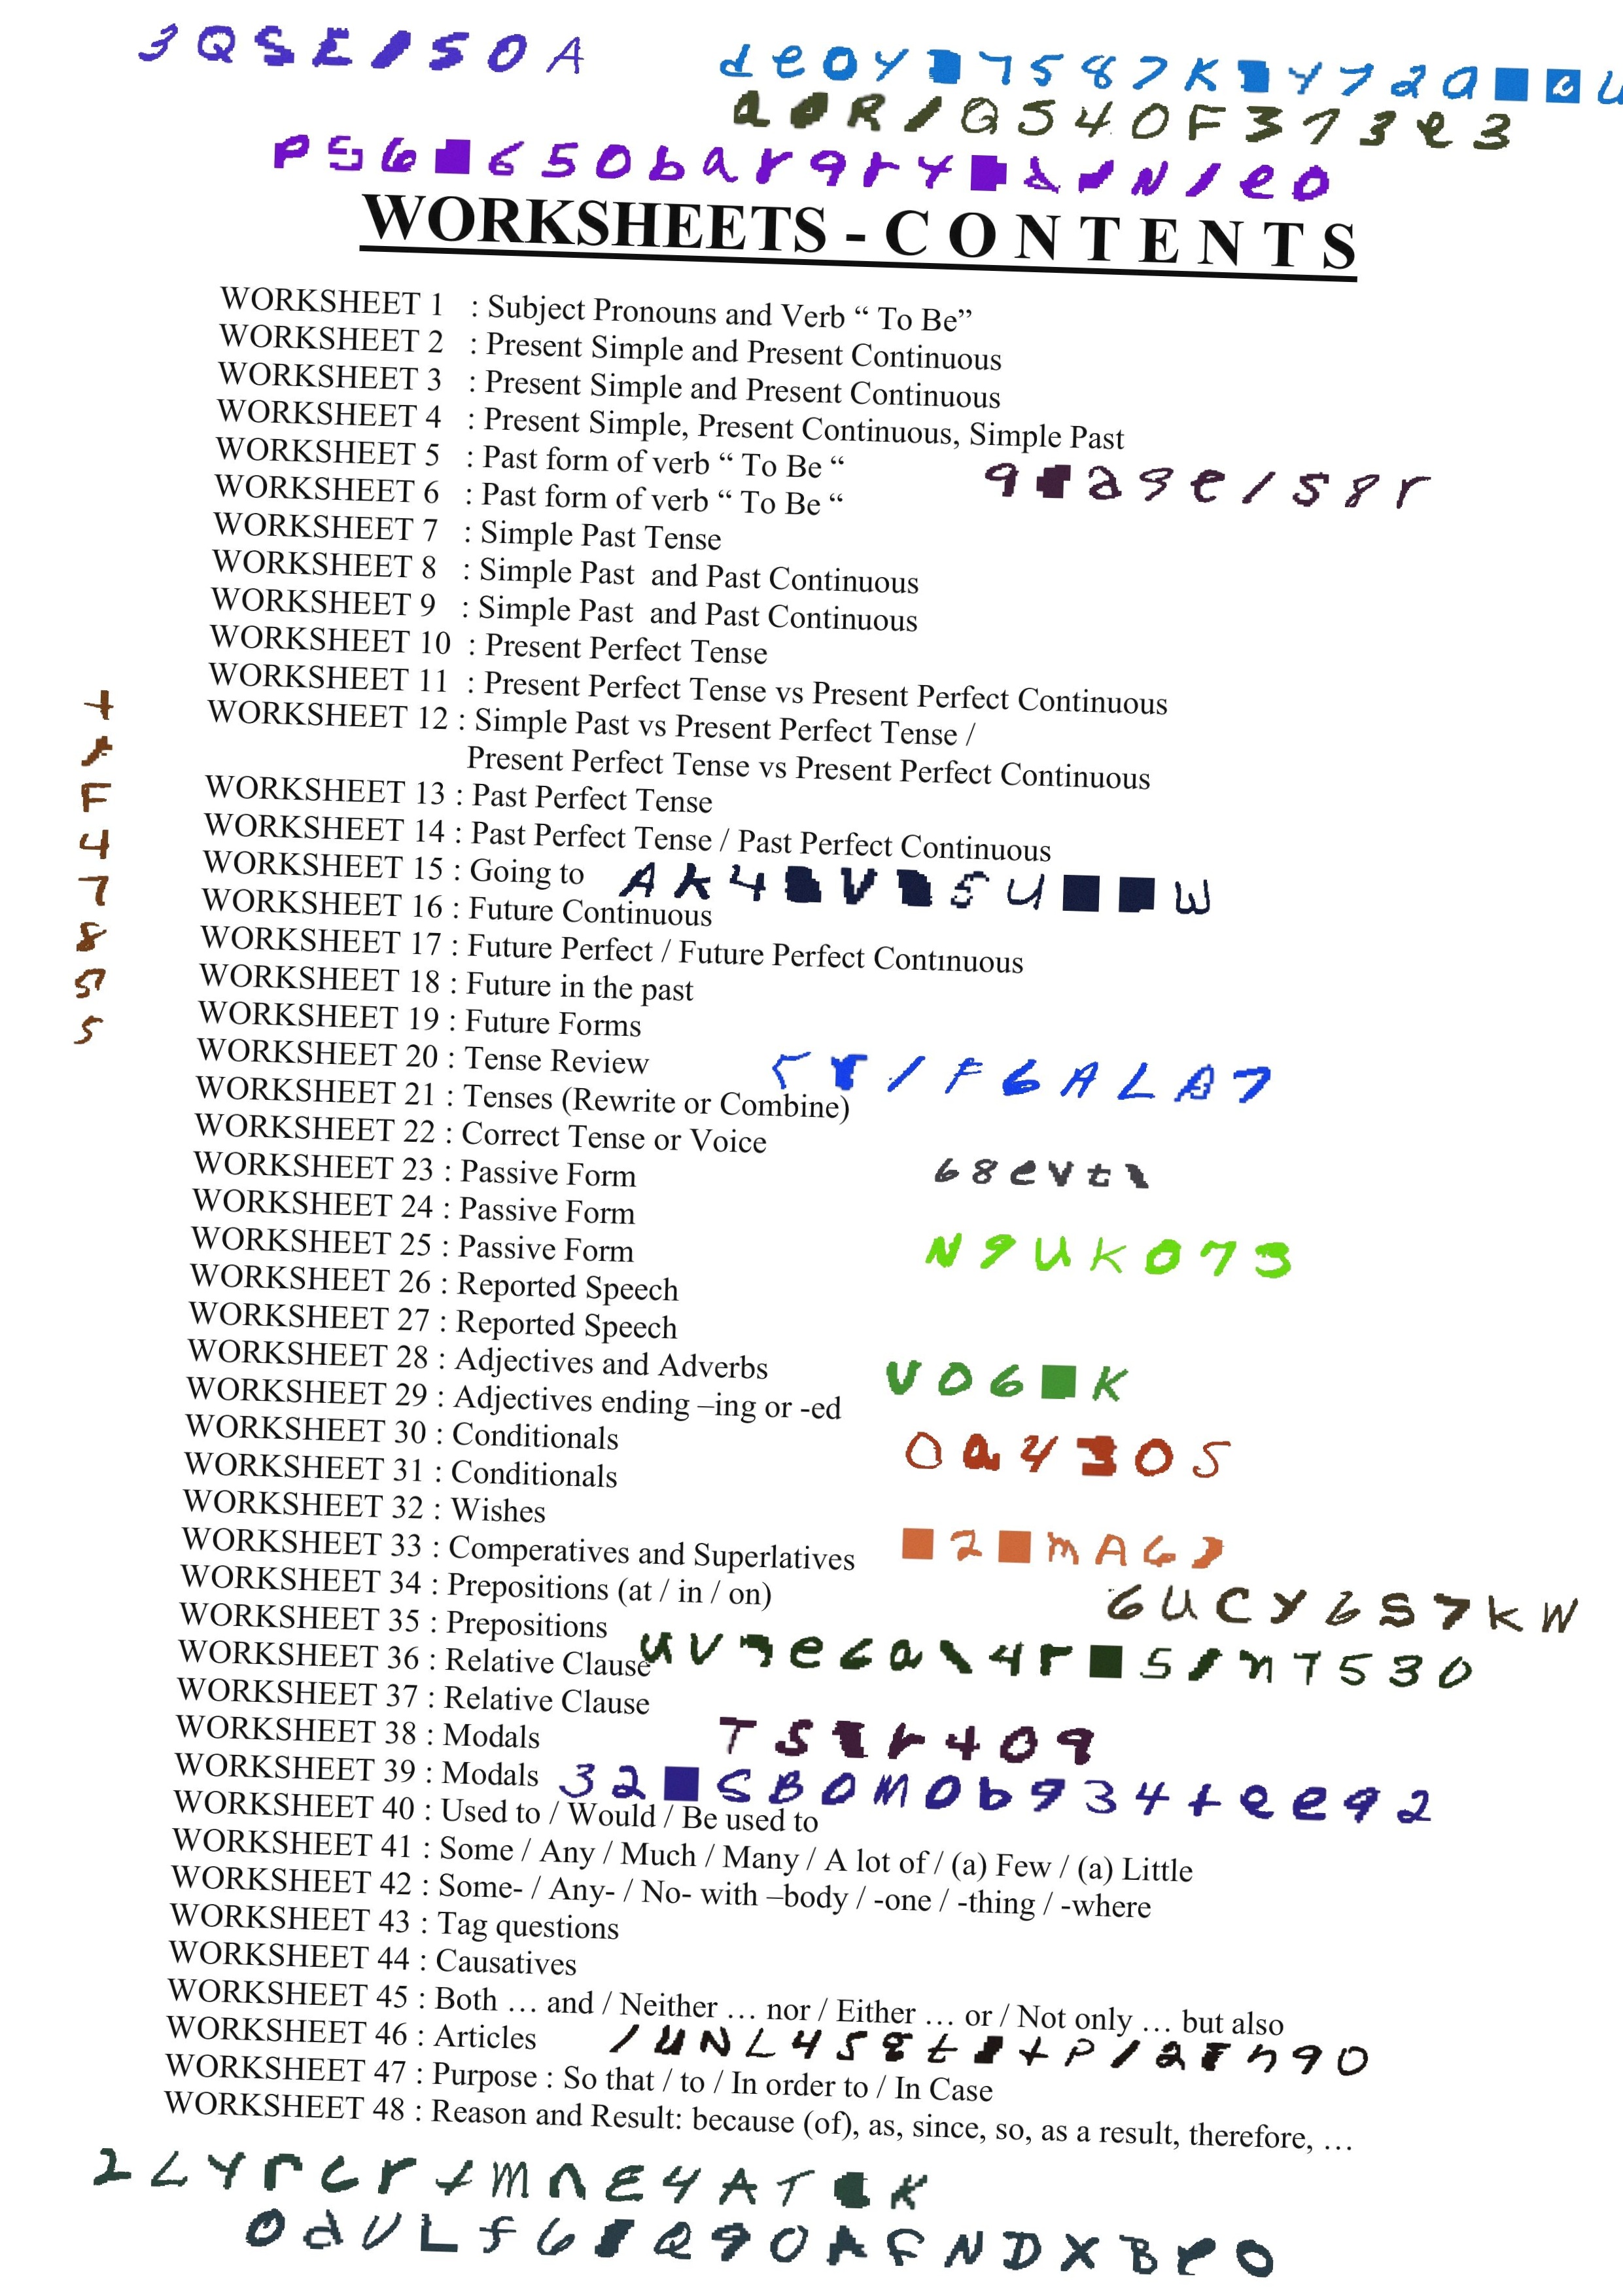 WORKSHEETS - C O N T E N T S
WORKSHEET 1 : Subject Pronouns and Verb “ To Be”
WORKSHEET 2 : Present Simple and Present Continuous
WORKSHEET 3 : Present Simple and Present Continuous
WORKSHEET 4 : Present Simple, Present Continuous, Simple Past
WORKSHEET 5 : Past form of verb “ To Be “
WORKSHEET 6 : Past form of verb “ To Be “
WORKSHEET 7 : Simple Past Tense
WORKSHEET 8 : Simple Past and Past Continuous
WORKSHEET 9 : Simple Past and Past Continuous
WORKSHEET 10 : Present Perfect Tense
WORKSHEET 11 : Present Perfect Tense vs Present Perfect Continuous
WORKSHEET 12 : Simple Past vs Present Perfect Tense /
Present Perfect Tense vs Present Perfect Continuous
WORKSHEET 13 : Past Perfect Tense
WORKSHEET 14 : Past Perfect Tense / Past Perfect Continuous
WORKSHEET 15 : Going to
WORKSHEET 16 : Future Continuous
WORKSHEET 17 : Future Perfect / Future Perfect Continuous
WORKSHEET 18 : Future in the past
WORKSHEET 19 : Future Forms
WORKSHEET 20 : Tense Review
WORKSHEET 21 : Tenses (Rewrite or Combine)
WORKSHEET 22 : Correct Tense or Voice
WORKSHEET 23 : Passive Form
WORKSHEET 24 : Passive Form
WORKSHEET 25 : Passive Form
N9UK073
WORKSHEET 26 : Reported Speech
WORKSHEET 27 : Reported Speech
WORKSHEET 28 : Adjectives and Adverbs
WORKSHEET 29 : Adjectives ending –ing or -ed
WORKSHEET 30 : Conditionals
WORKSHEET 31 : Conditionals
WORKSHEET 32 : Wishes
WORKSHEET 33 : Comperatives and Superlatives
WORKSHEET 34 : Prepositions (at / in / on)
6UCY6S7KW
WORKSHEET 35 : Prepositions
WORKSHEET 36 : Relative Clause
WORKSHEET 37 : Relative Clause
WORKSHEET 38 : Modals
WORKSHEET 39 : Modals
WORKSHEET 40 : Used to / Would / Be used to
WORKSHEET 41 : Some / Any / Much / Many / A lot of / (a) Few / (a) Little
WORKSHEET 42 : Some- / Any- / No- with –body / -one / -thing / -where
WORKSHEET 43 : Tag questions
WORKSHEET 44 : Causatives
WORKSHEET 45 : Both … and / Neither … nor / Either … or / Not only … but also
WORKSHEET 46 : Articles
WORKSHEET 47 : Purpose : So that / to / In order to / In Case
WORKSHEET 48 : Reason and Result: because (of), as, since, so, as a result, therefore, …